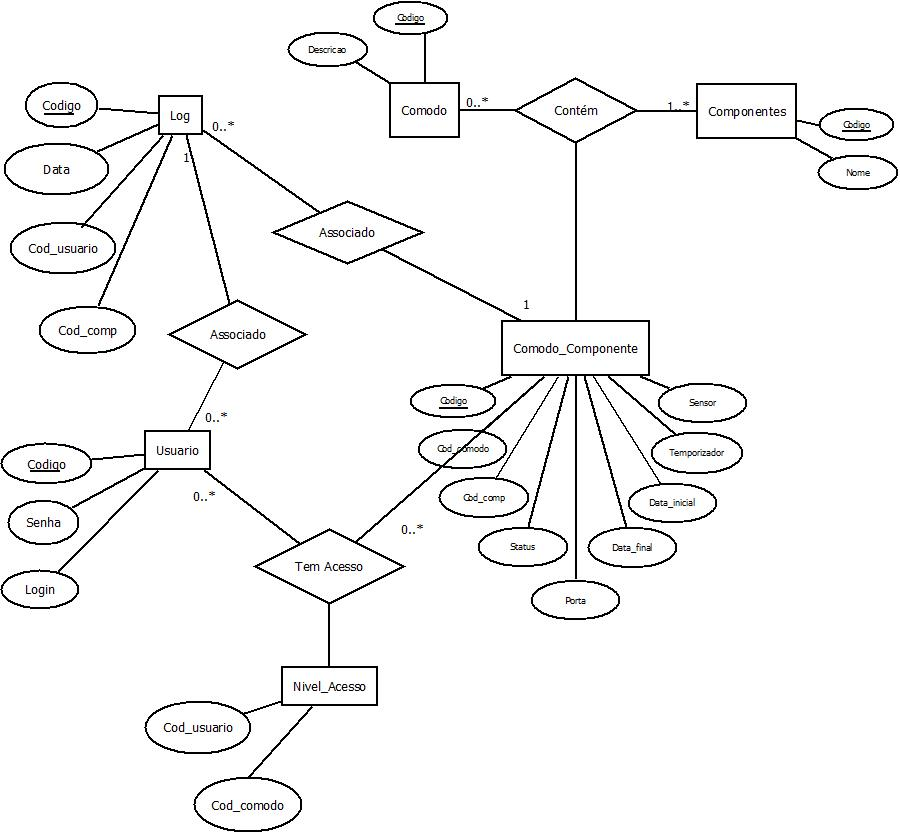 Codigo
Descricao
Comodo
0..*
Contém
1..*
Componentes
Codigo
Nome
Codigo
Log
0..*
Data
1
Cod_usuario
Cod_comp
Associado
1
Associado
0..*
Comodo_Componente
Codigo
Cod_comodo
Cod_comp
Status
Porta
Data_final
Data_inicial
Temporizador
Sensor
Usuario
Codigo
Senha
Login
0..*
0..*
Tem Acesso
Nivel_Acesso
Cod_usuario
Cod_comodo